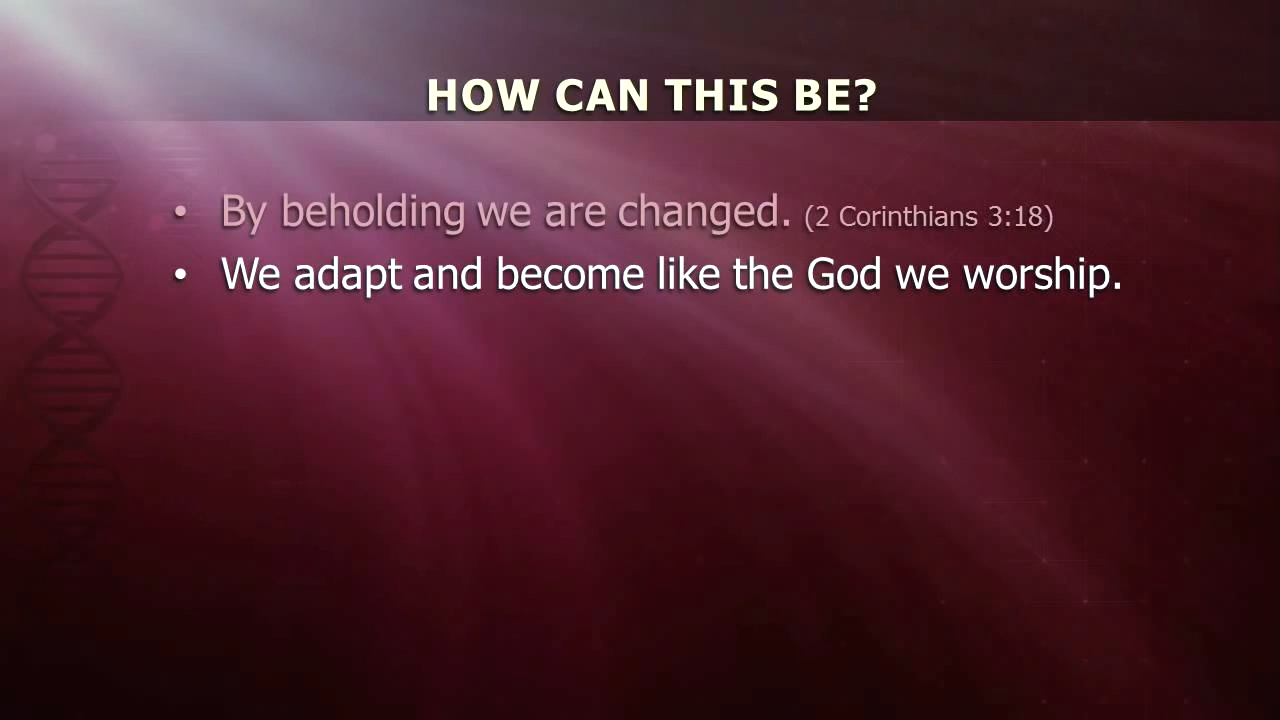 HOW CAN THIS BE?
• By beholding we are changed. (2 Corinthians 3:18)
• We adapt and become like the God we worship.